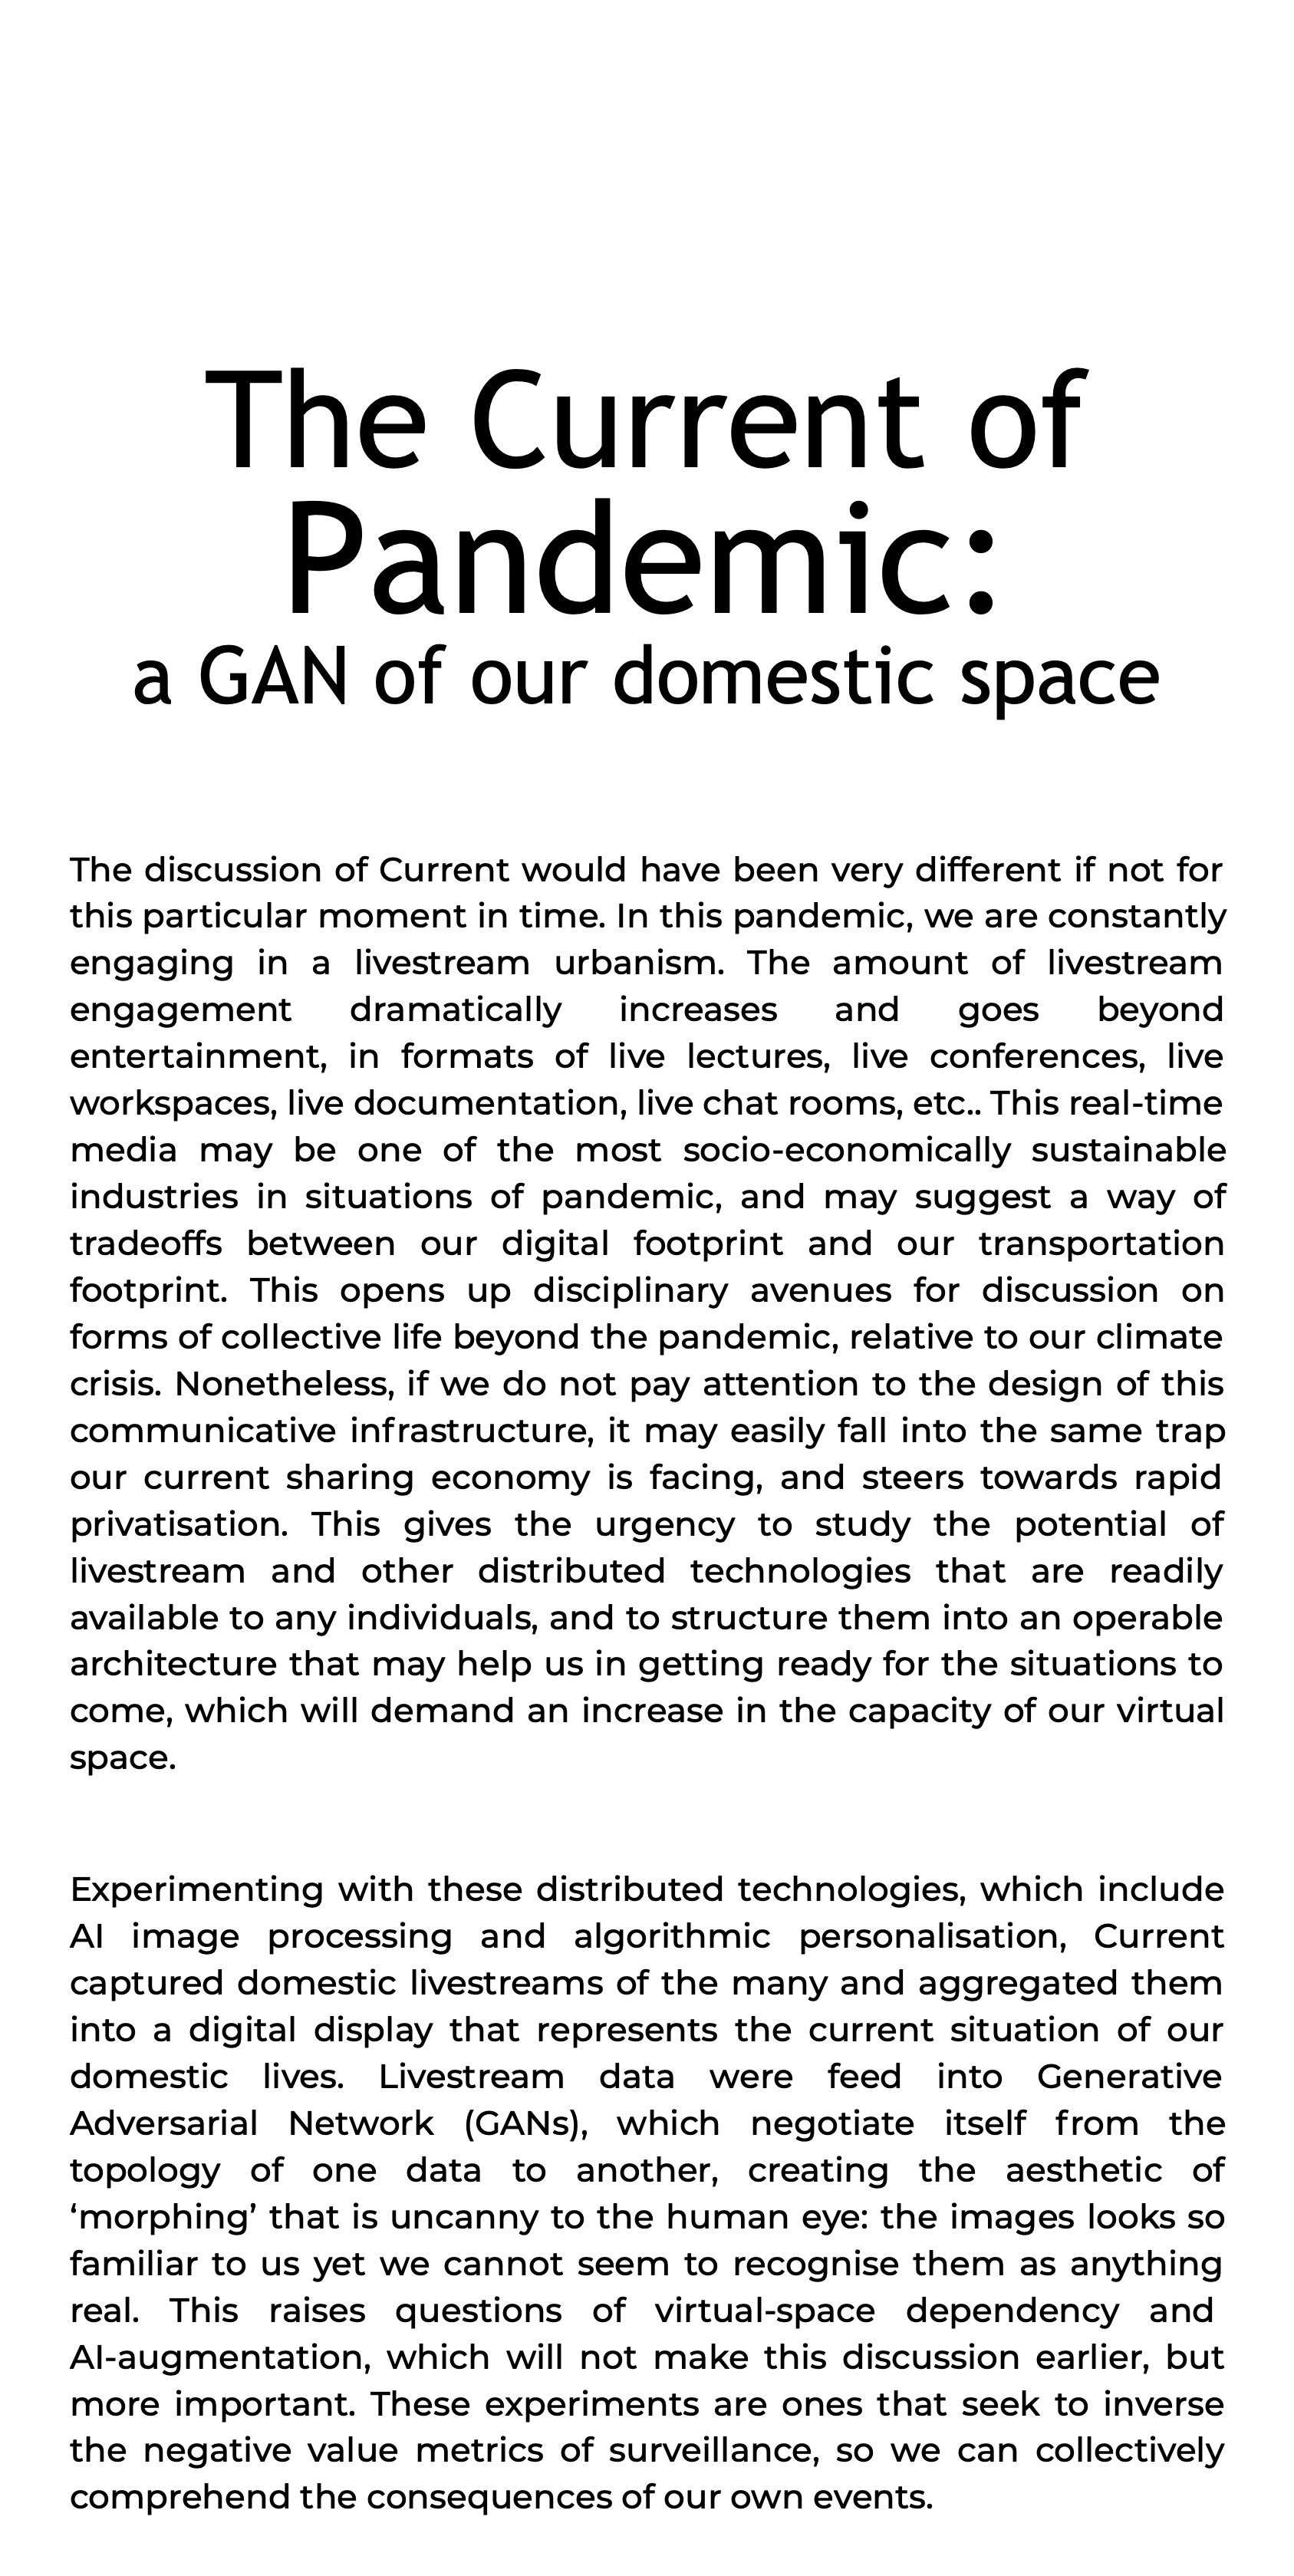 The Current of
Pandemic:
a GAN of our domestic space
The discussion of Current would have been very different if not for
this particular moment in time. In this pandemic, we are constantly
engaging in a livestream urbanism. The amount of livestream
engagement dramatically increases and goes beyond
entertainment, in formats of live lectures, live conferences, live
workspaces, live documentation, live chat rooms, etc.. This real-time
media may be one of the most socio-economically sustainable
industries in situations of pandemic, and may suggest a way of
tradeoffs between our digital footprint and our transportation
footprint. This opens up disciplinary avenues for discussion on
forms of collective life beyond the pandemic, relative to our climate
crisis. Nonetheless, if we do not pay attention to the design of this
communicative infrastructure, it may easily fall into the same trap
our current sharing economy is facing, and steers towards rapid
privatisation. This gives the urgency to study the potential of
livestream and other distributed technologies that are readily
available to any individuals, and to structure them into an operable
architecture that may help us in getting ready for the situations to
come, which will demand an increase in the capacity of our virtual
space.
Experimenting with these distributed technologies, which include
AI image processing and algorithmic personalisation, Current
captured domestic livestreams of the many and aggregated them
into a digital display that represents the current situation of our
domestic lives. Livestream data were feed into Generative
Adversarial Network (GANs), which negotiate itself from the
topology of one data to another, creating the aesthetic of
‘morphing’ that is uncanny to the human eye: the images looks so
familiar to us yet we cannot seem to recognise them as anything
real. This raises questions of virtual-space dependency and
AI-augmentation, which will not make this discussion earlier, but
more important. These experiments are ones that seek to inverse
the negative value metrics of surveillance, so we can collectively
comprehend the consequences of our own events.